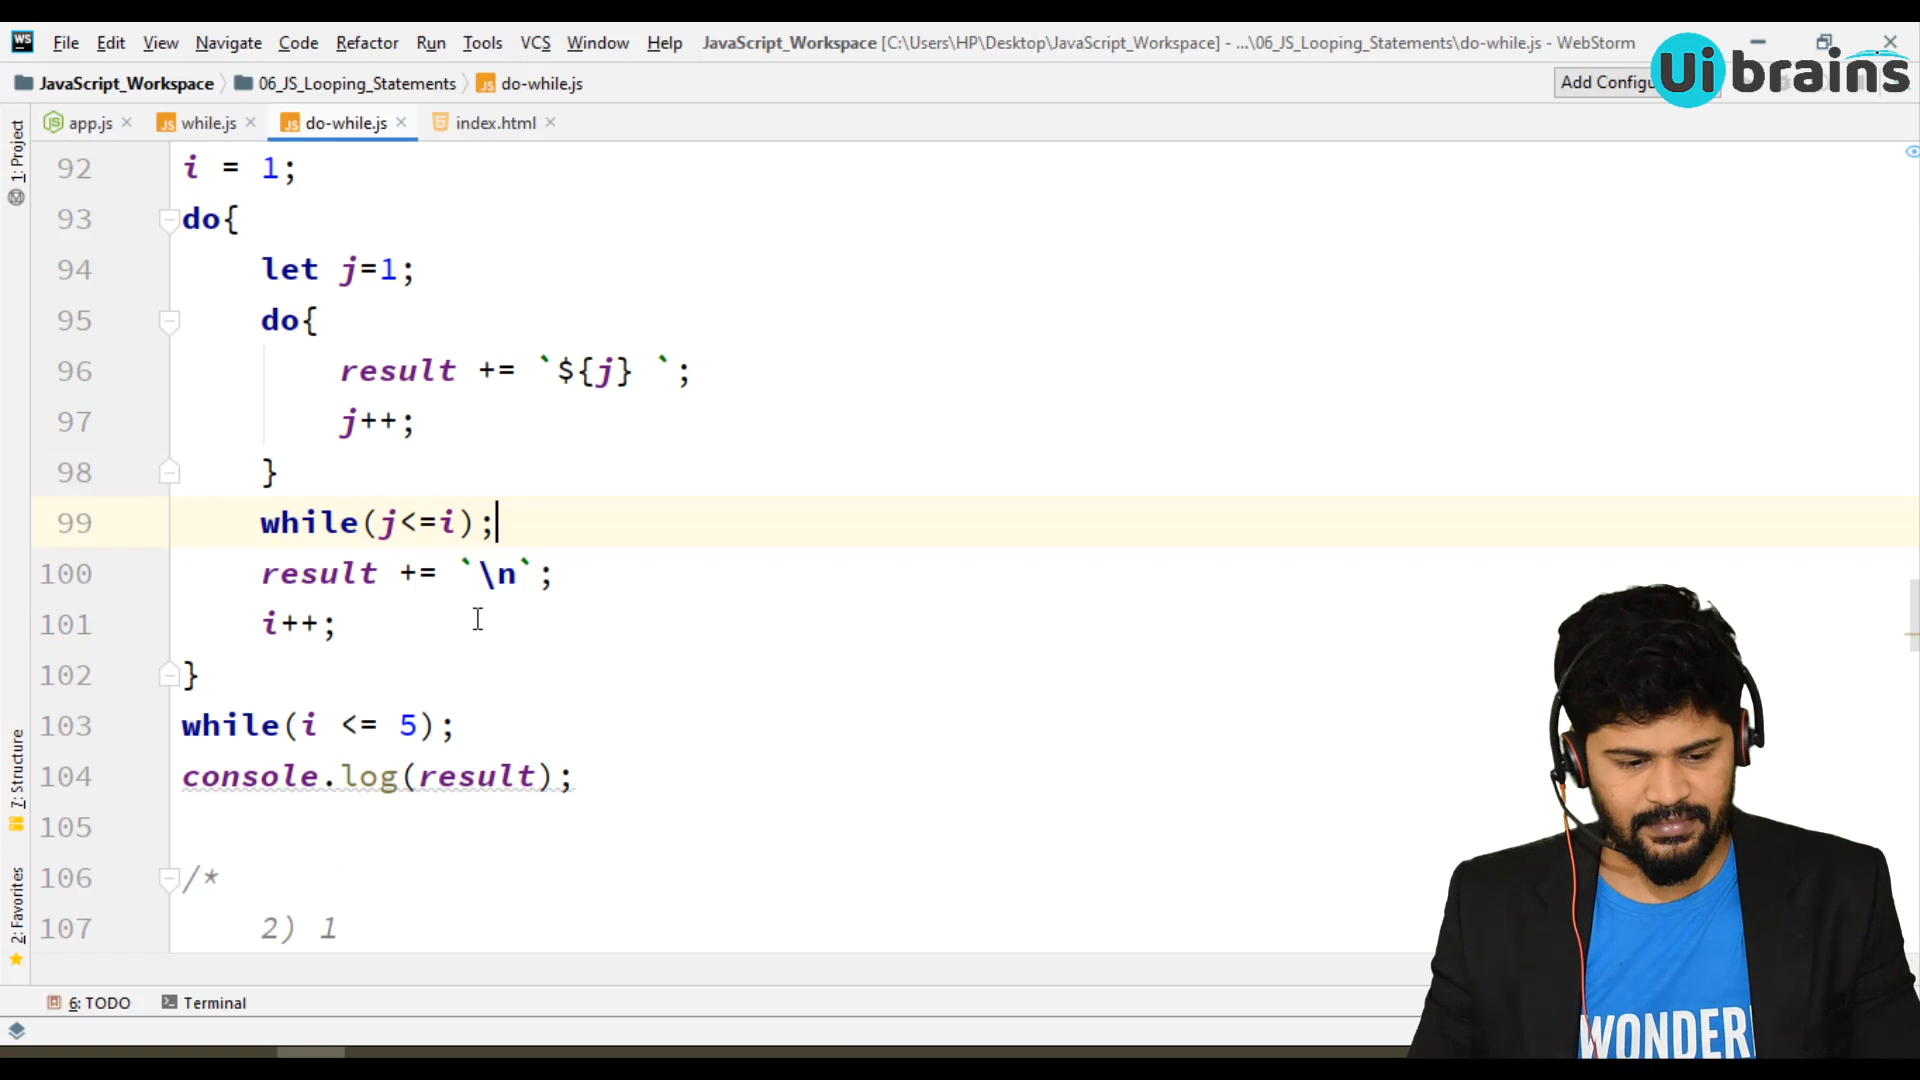 WS File Edit View Navigate Code Refactor Run Tools VCS Window Help JavaScript_Workspace [C:\Users\HP\Desktop\JavaScript_Workspace] - ...\06_JS_Looping_Statements\do-while.js - WebStorm
JavaScript_Workspace 06_JS_Looping_Statements JS do-while.js Add Configu
Ui brains
app.js JS while.js JS do-while.js index.html
1: Project
92 i = 1;
93 do{
94 let j=1;
95 do{
96 result += `${j} `;
97 j++;
98 }
99 while(j<=i);
100 result += `\n`;
101 i++;
102 }
103 while(i <= 5);
104 console.log(result);
105
106 /*
107 2) 1
7: Structure
2: Favorites
6: TODO Terminal
WONDER